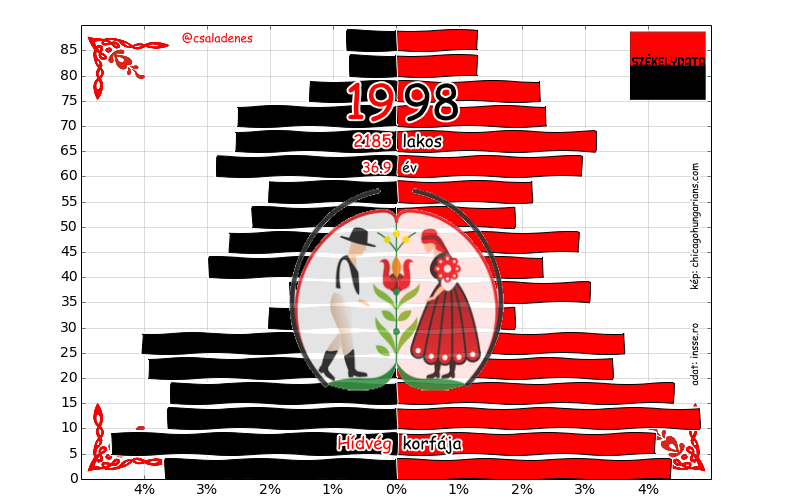 @csaladenes
SZÉKELYDATA
1998
2185 lakos
36.9 év
kép: chicagohungarians.com,
adat: insse.ro
Hídvég korfája
85
80
75
70
65
60
55
50
45
40
35
30
25
20
15
10
5
0
4% 3% 2% 1% 0% 1% 2% 3% 4%